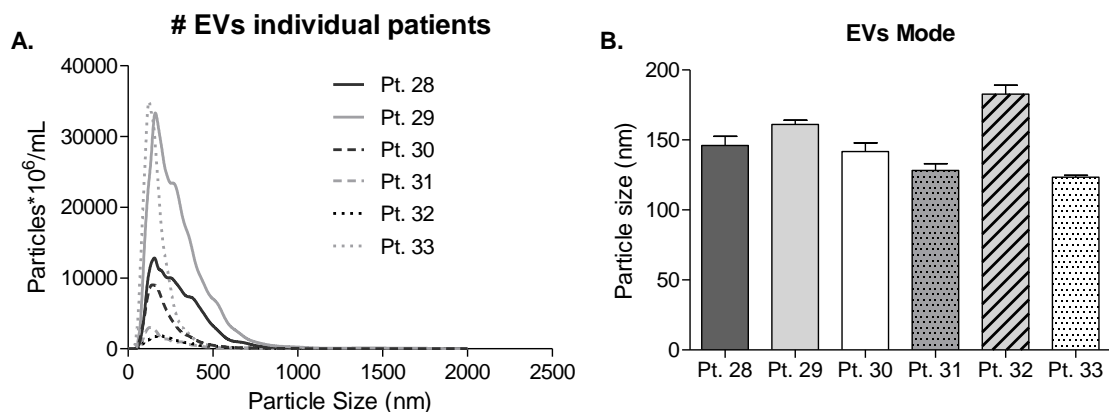 A.
# EVs individual patients
Particles*10⁶/mL
40000
30000
20000
10000
0
0 500 1000 1500 2000 2500
Particle Size (nm)
Pt. 28
Pt. 29
Pt. 30
Pt. 31
Pt. 32
Pt. 33
B.
EVs Mode
Particle size (nm)
200
150
100
50
0
Pt. 28 Pt. 29 Pt. 30 Pt. 31 Pt. 32 Pt. 33